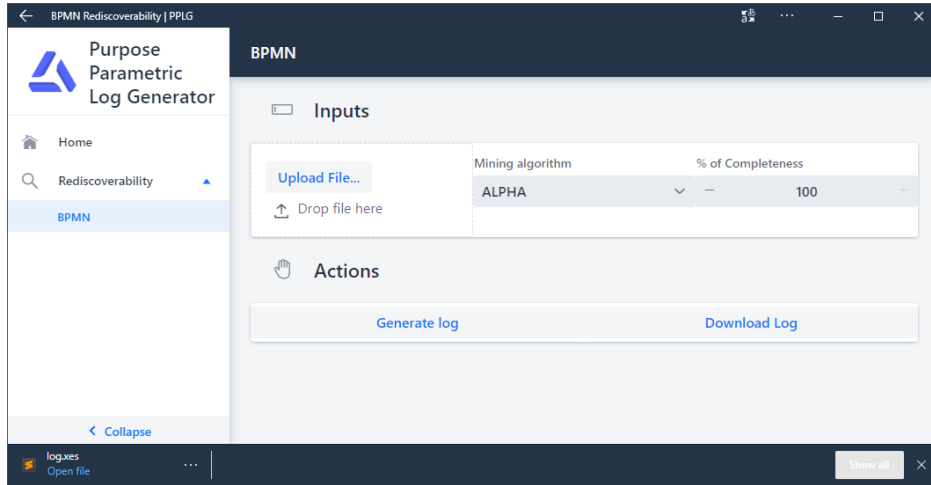 BPMN Rediscoverability | PPLG
Purpose
Parametric
Log Generator
BPMN
Home
Rediscoverability
BPMN
Inputs
Upload File...
Drop file here
Mining algorithm
ALPHA
% of Completeness
100
Actions
Generate log
Download Log
Collapse
log.xes
Open file
Show all